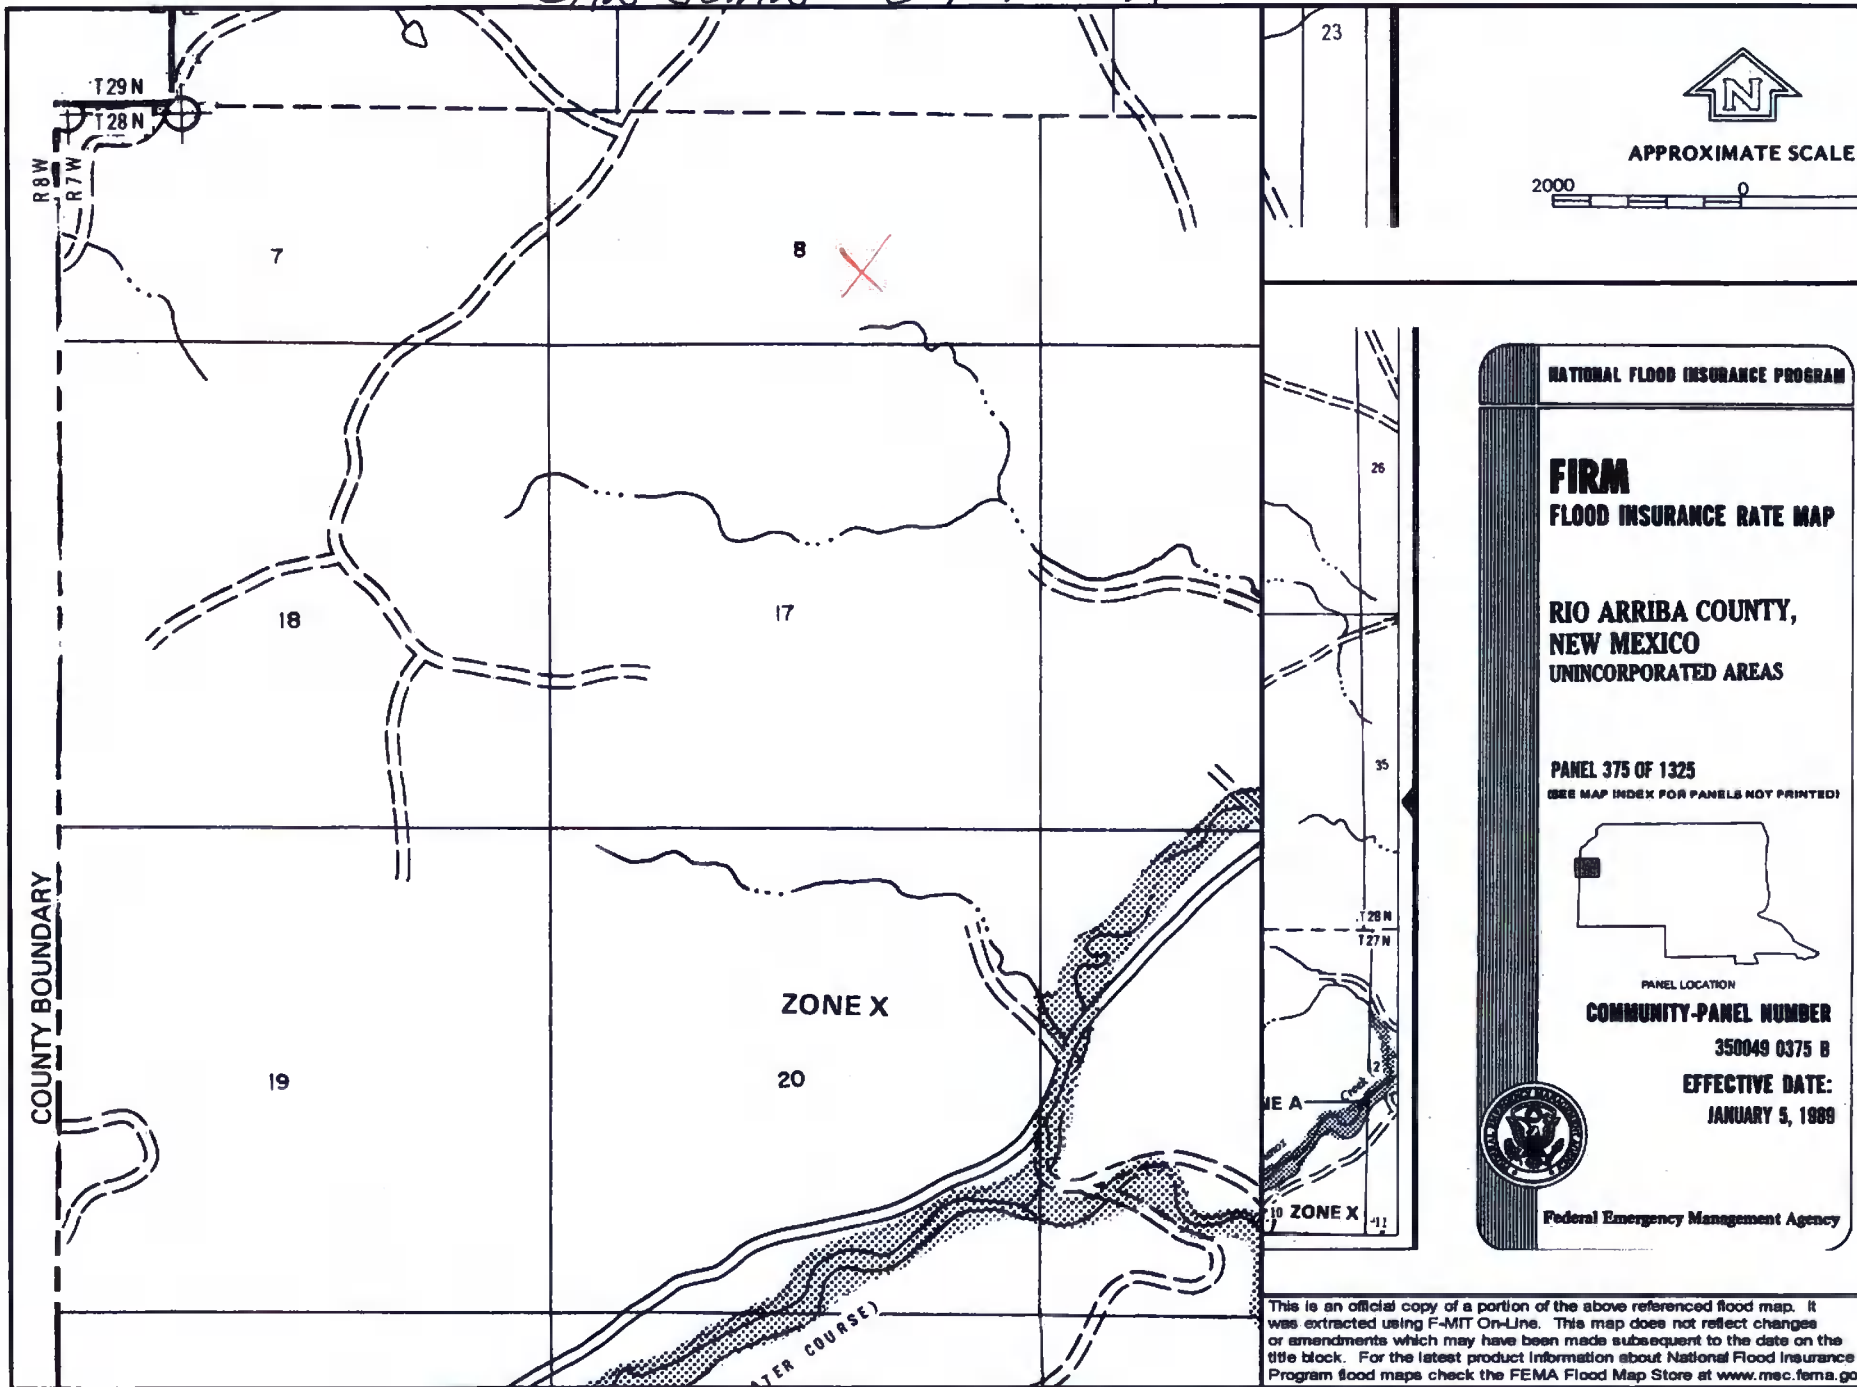 T29N
T28N
R8W
R7W
7
8
18
17
COUNTY BOUNDARY
ZONE X
19
20
ATER COURSE)
23
26
35
T28N
T27N
2
Creek
NE A
10 ZONE X 11
N
APPROXIMATE SCALE
2000 0
NATIONAL FLOOD INSURANCE PROGRAM
FIRM
FLOOD INSURANCE RATE MAP
RIO ARRIBA COUNTY,
NEW MEXICO
UNINCORPORATED AREAS
PANEL 375 OF 1325
(SEE MAP INDEX FOR PANELS NOT PRINTED)
PANEL LOCATION
COMMUNITY-PANEL NUMBER
350049 0375 B
EFFECTIVE DATE:
JANUARY 5, 1989
Federal Emergency Management Agency
This is an official copy of a portion of the above referenced flood map. It
was extracted using F-MIT On-Line. This map does not reflect changes
or amendments which may have been made subsequent to the date on the
title block. For the latest product information about National Flood Insurance
Program flood maps check the FEMA Flood Map Store at www.msc.fema.go